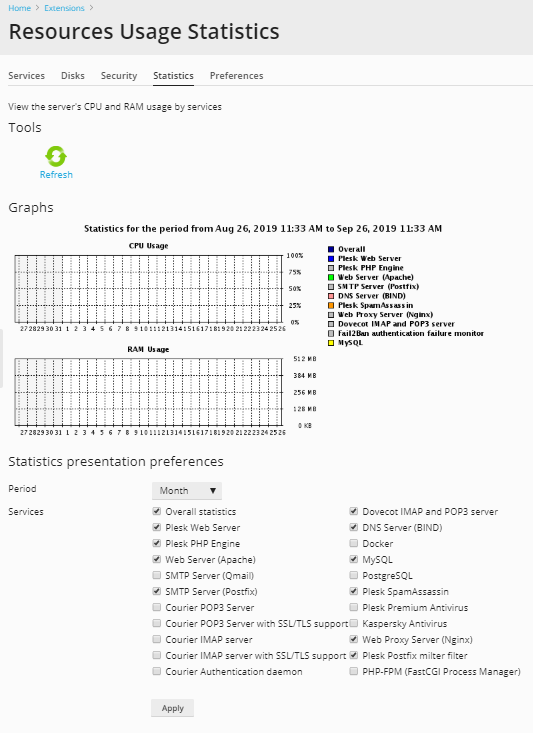 Home > Extensions >
Resources Usage Statistics
Services Disks Security Statistics Preferences
View the server's CPU and RAM usage by services
Tools
Refresh
Graphs
Statistics for the period from Aug 26, 2019 11:33 AM to Sep 26, 2019 11:33 AM
CPU Usage
100%
75%
50%
25%
0%
27 28 29 30 31 1 2 3 4 5 6 7 8 9 10 11 12 13 14 15 16 17 18 19 20 21 22 23 24 25 26
Overall
Plesk Web Server
Plesk PHP Engine
Web Server (Apache)
SMTP Server (Postfix)
DNS Server (BIND)
Plesk SpamAssassin
Web Proxy Server (Nginx)
Dovecot IMAP and POP3 server
Fail2Ban authentication failure monitor
MySQL
RAM Usage
512 MB
384 MB
256 MB
128 MB
0 KB
27 28 29 30 31 1 2 3 4 5 6 7 8 9 10 11 12 13 14 15 16 17 18 19 20 21 22 23 24 25 26
Statistics presentation preferences
Period Month
Services
Overall statistics
Plesk Web Server
Plesk PHP Engine
Web Server (Apache)
SMTP Server (Qmail)
SMTP Server (Postfix)
Courier POP3 Server
Courier POP3 Server with SSL/TLS support
Courier IMAP server
Courier IMAP server with SSL/TLS support
Courier Authentication daemon
Dovecot IMAP and POP3 server
DNS Server (BIND)
Docker
MySQL
PostgreSQL
Plesk SpamAssassin
Plesk Premium Antivirus
Kaspersky Antivirus
Web Proxy Server (Nginx)
Plesk Postfix milter filter
PHP-FPM (FastCGI Process Manager)
Apply